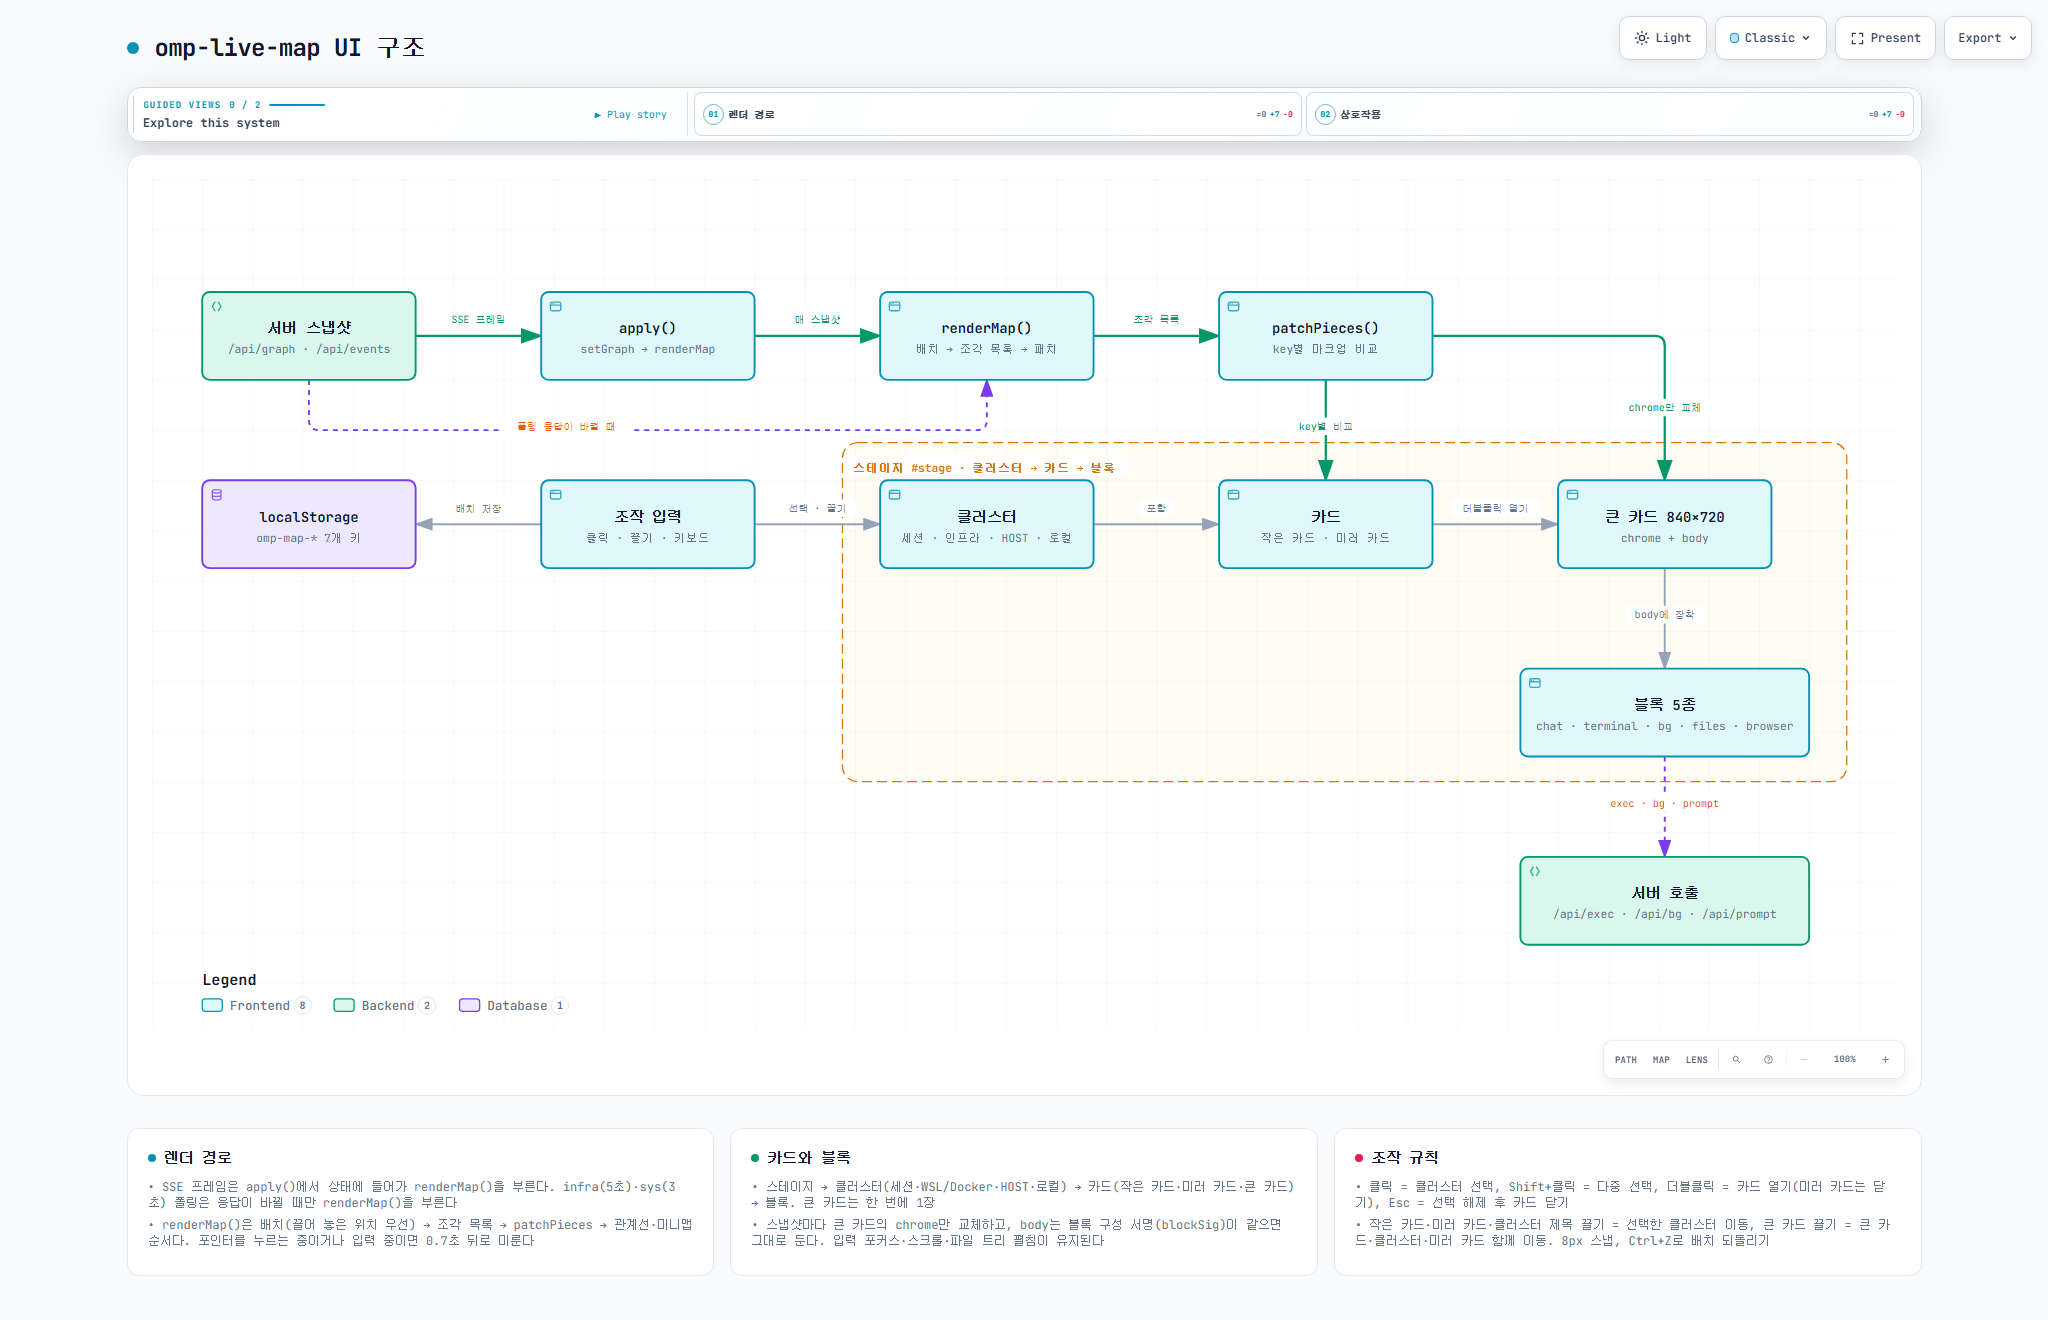 omp-live-map UI 구조
Light
Classic
Present
Export
GUIDED VIEWS 0 / 2
Explore this system
▶ Play story
01 렌더 경로
=0 +7 -0
02 상호작용
=0 +7 -0
서버 스냅샷
/api/graph · /api/events
SSE 프레임
apply()
setGraph → renderMap
매 스냅샷
renderMap()
배치 → 조각 목록 → 패치
조각 목록
patchPieces()
key별 마크업 비교
chrome만 교체
폴링 응답이 바뀔 때
key별 비교
스테이지 #stage · 클러스터 → 카드 → 블록
localStorage
omp-map-* 7개 키
배치 저장
조작 입력
클릭 · 끌기 · 키보드
선택 · 끌기
클러스터
세션 · 인프라 · HOST · 로컬
포함
카드
작은 카드 · 미러 카드
더블클릭 열기
큰 카드 840×720
chrome + body
body에 장착
블록 5종
chat · terminal · bg · files · browser
exec · bg · prompt
서버 호출
/api/exec · /api/bg · /api/prompt
Legend
Frontend 8
Backend 2
Database 1
PATH MAP LENS
− 100% +
렌더 경로
• SSE 프레임은 apply()에서 상태에 들어가 renderMap()을 부른다. infra(5초)·sys(3
초) 폴링은 응답이 바뀔 때만 renderMap()을 부른다
• renderMap()은 배치(끌어 놓은 위치 우선) → 조각 목록 → patchPieces → 관계선·미니맵
순서다. 포인터를 누르는 중이거나 입력 중이면 0.7초 뒤로 미룬다
카드와 블록
• 스테이지 → 클러스터(세션·WSL/Docker·HOST·로컬) → 카드(작은 카드·미러 카드·큰 카드)
→ 블록. 큰 카드는 한 번에 1장
• 스냅샷마다 큰 카드의 chrome만 교체하고, body는 블록 구성 서명(blockSig)이 같으면
그대로 둔다. 입력 포커스·스크롤·파일 트리 펼침이 유지된다
조작 규칙
• 클릭 = 클러스터 선택, Shift+클릭 = 다중 선택, 더블클릭 = 카드 열기(미러 카드는 닫
기), Esc = 선택 해제 후 카드 닫기
• 작은 카드·미러 카드·클러스터 제목 끌기 = 선택한 클러스터 이동, 큰 카드 끌기 = 큰 카
드·클러스터·미러 카드 함께 이동. 8px 스냅, Ctrl+Z로 배치 되돌리기